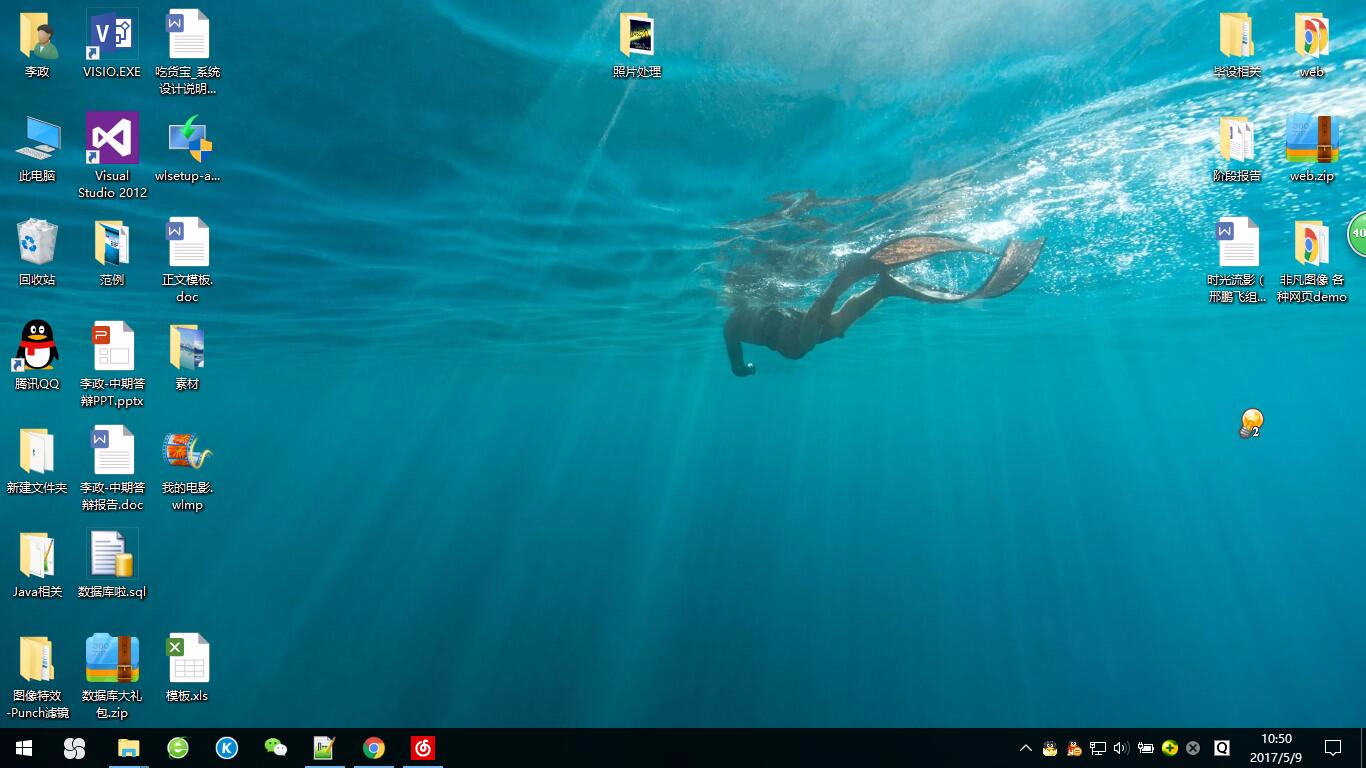 李政
VISIO.EXE
吃货宝_系统
设计说明...
此电脑
Visual
Studio 2012
wlsetup-a...
回收站
范例
正文模板.
doc
腾讯QQ
李政-中期答
辩PPT.pptx
素材
新建文件夹
李政-中期答
辩报告.doc
我的电影.
wlmp
Java相关
数据库啦.sql
图像特效
-Punch滤镜
数据库大礼
包.zip
模板.xls
照片处理
毕设相关
web
阶段报告
web.zip
时光流影 (
邢鹏飞组...
非凡图像 各
种网页demo
40
2
10:50
2017/5/9